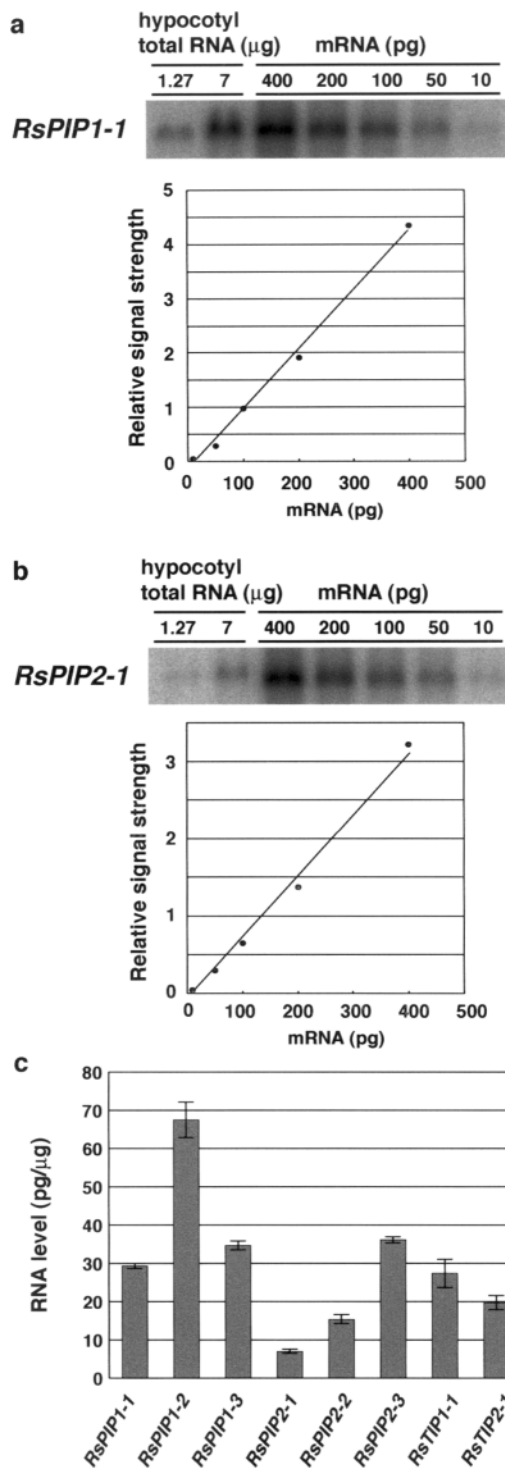 a
hypocotyl
total RNA (μg) mRNA (pg)
1.27 7 400 200 100 50 10
RsPIP1-1
5
4
3
2
1
0
Relative signal strength
0 100 200 300 400 500
mRNA (pg)
b
hypocotyl
total RNA (μg) mRNA (pg)
1.27 7 400 200 100 50 10
RsPIP2-1
3
2
1
0
Relative signal strength
0 100 200 300 400 500
mRNA (pg)
c
80
70
60
50
40
30
20
10
0
RNA level (pg/μg)
RsPIP1-1
RsPIP1-2
RsPIP1-3
RsPIP2-1
RsPIP2-2
RsPIP2-3
RsTIP1-1
RsTIP2-1